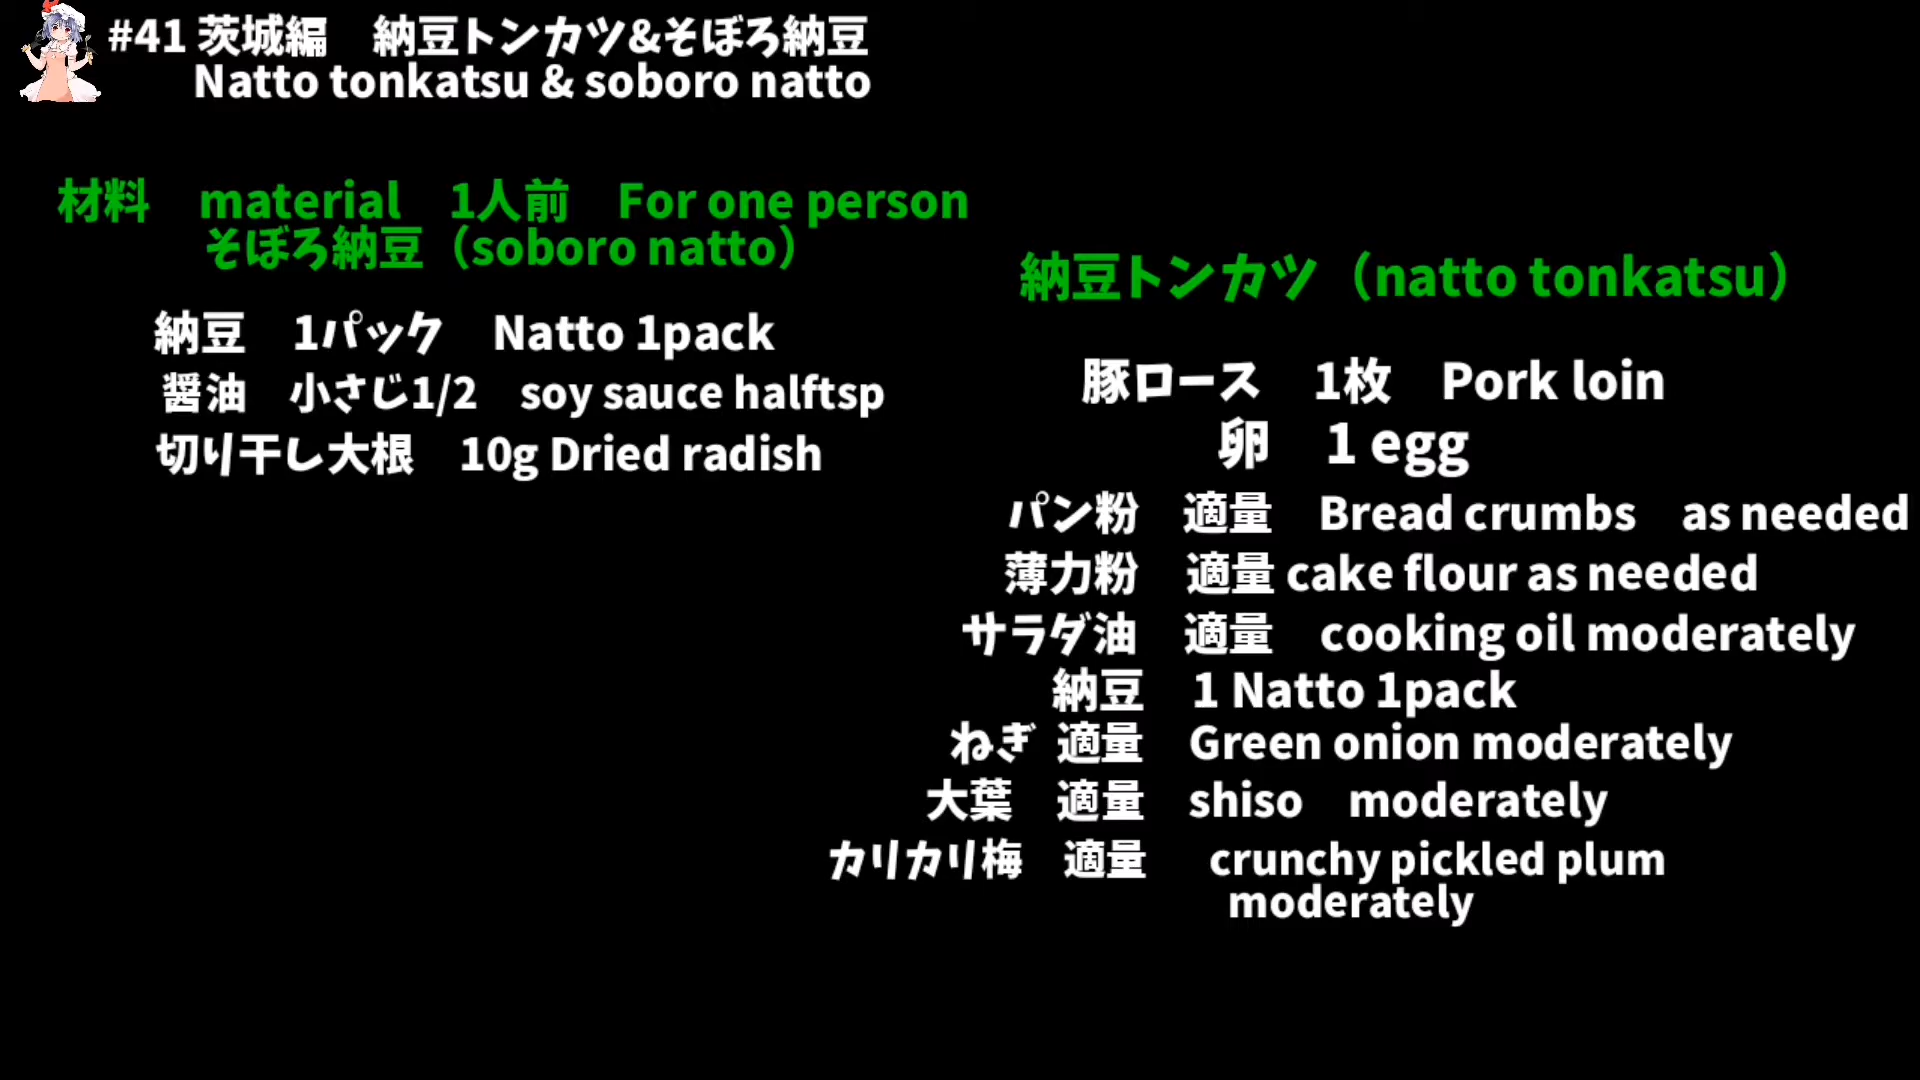 #41 茨城編　納豆トンカツ&そぼろ納豆
Natto tonkatsu & soboro natto
材料　material　1人前　For one person
そぼろ納豆（soboro natto）
納豆　1パック　Natto 1pack
醤油　小さじ1/2　soy sauce halftsp
切り干し大根　10g Dried radish
納豆トンカツ（natto tonkatsu）
豚ロース　1枚　Pork loin
卵　1 egg
パン粉　適量　Bread crumbs　as needed
薄力粉　適量 cake flour as needed
サラダ油　適量　cooking oil moderately
納豆　1 Natto 1pack
ねぎ 適量　Green onion moderately
大葉　適量　shiso　moderately
カリカリ梅　適量　crunchy pickled plum
moderately